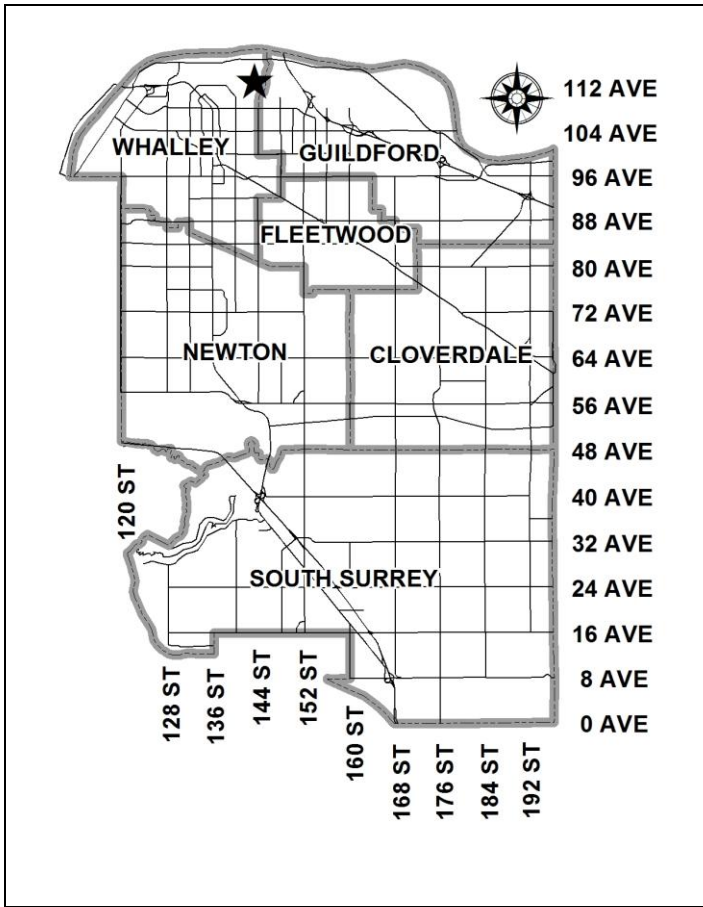 112 AVE
104 AVE
WHALLEY
GUILDFORD
96 AVE
88 AVE
FLEETWOOD
80 AVE
72 AVE
NEWTON
CLOVERDALE
64 AVE
56 AVE
48 AVE
120 ST
40 AVE
32 AVE
SOUTH SURREY
24 AVE
16 AVE
8 AVE
128 ST
136 ST
144 ST
152 ST
160 ST
0 AVE
168 ST
176 ST
184 ST
192 ST